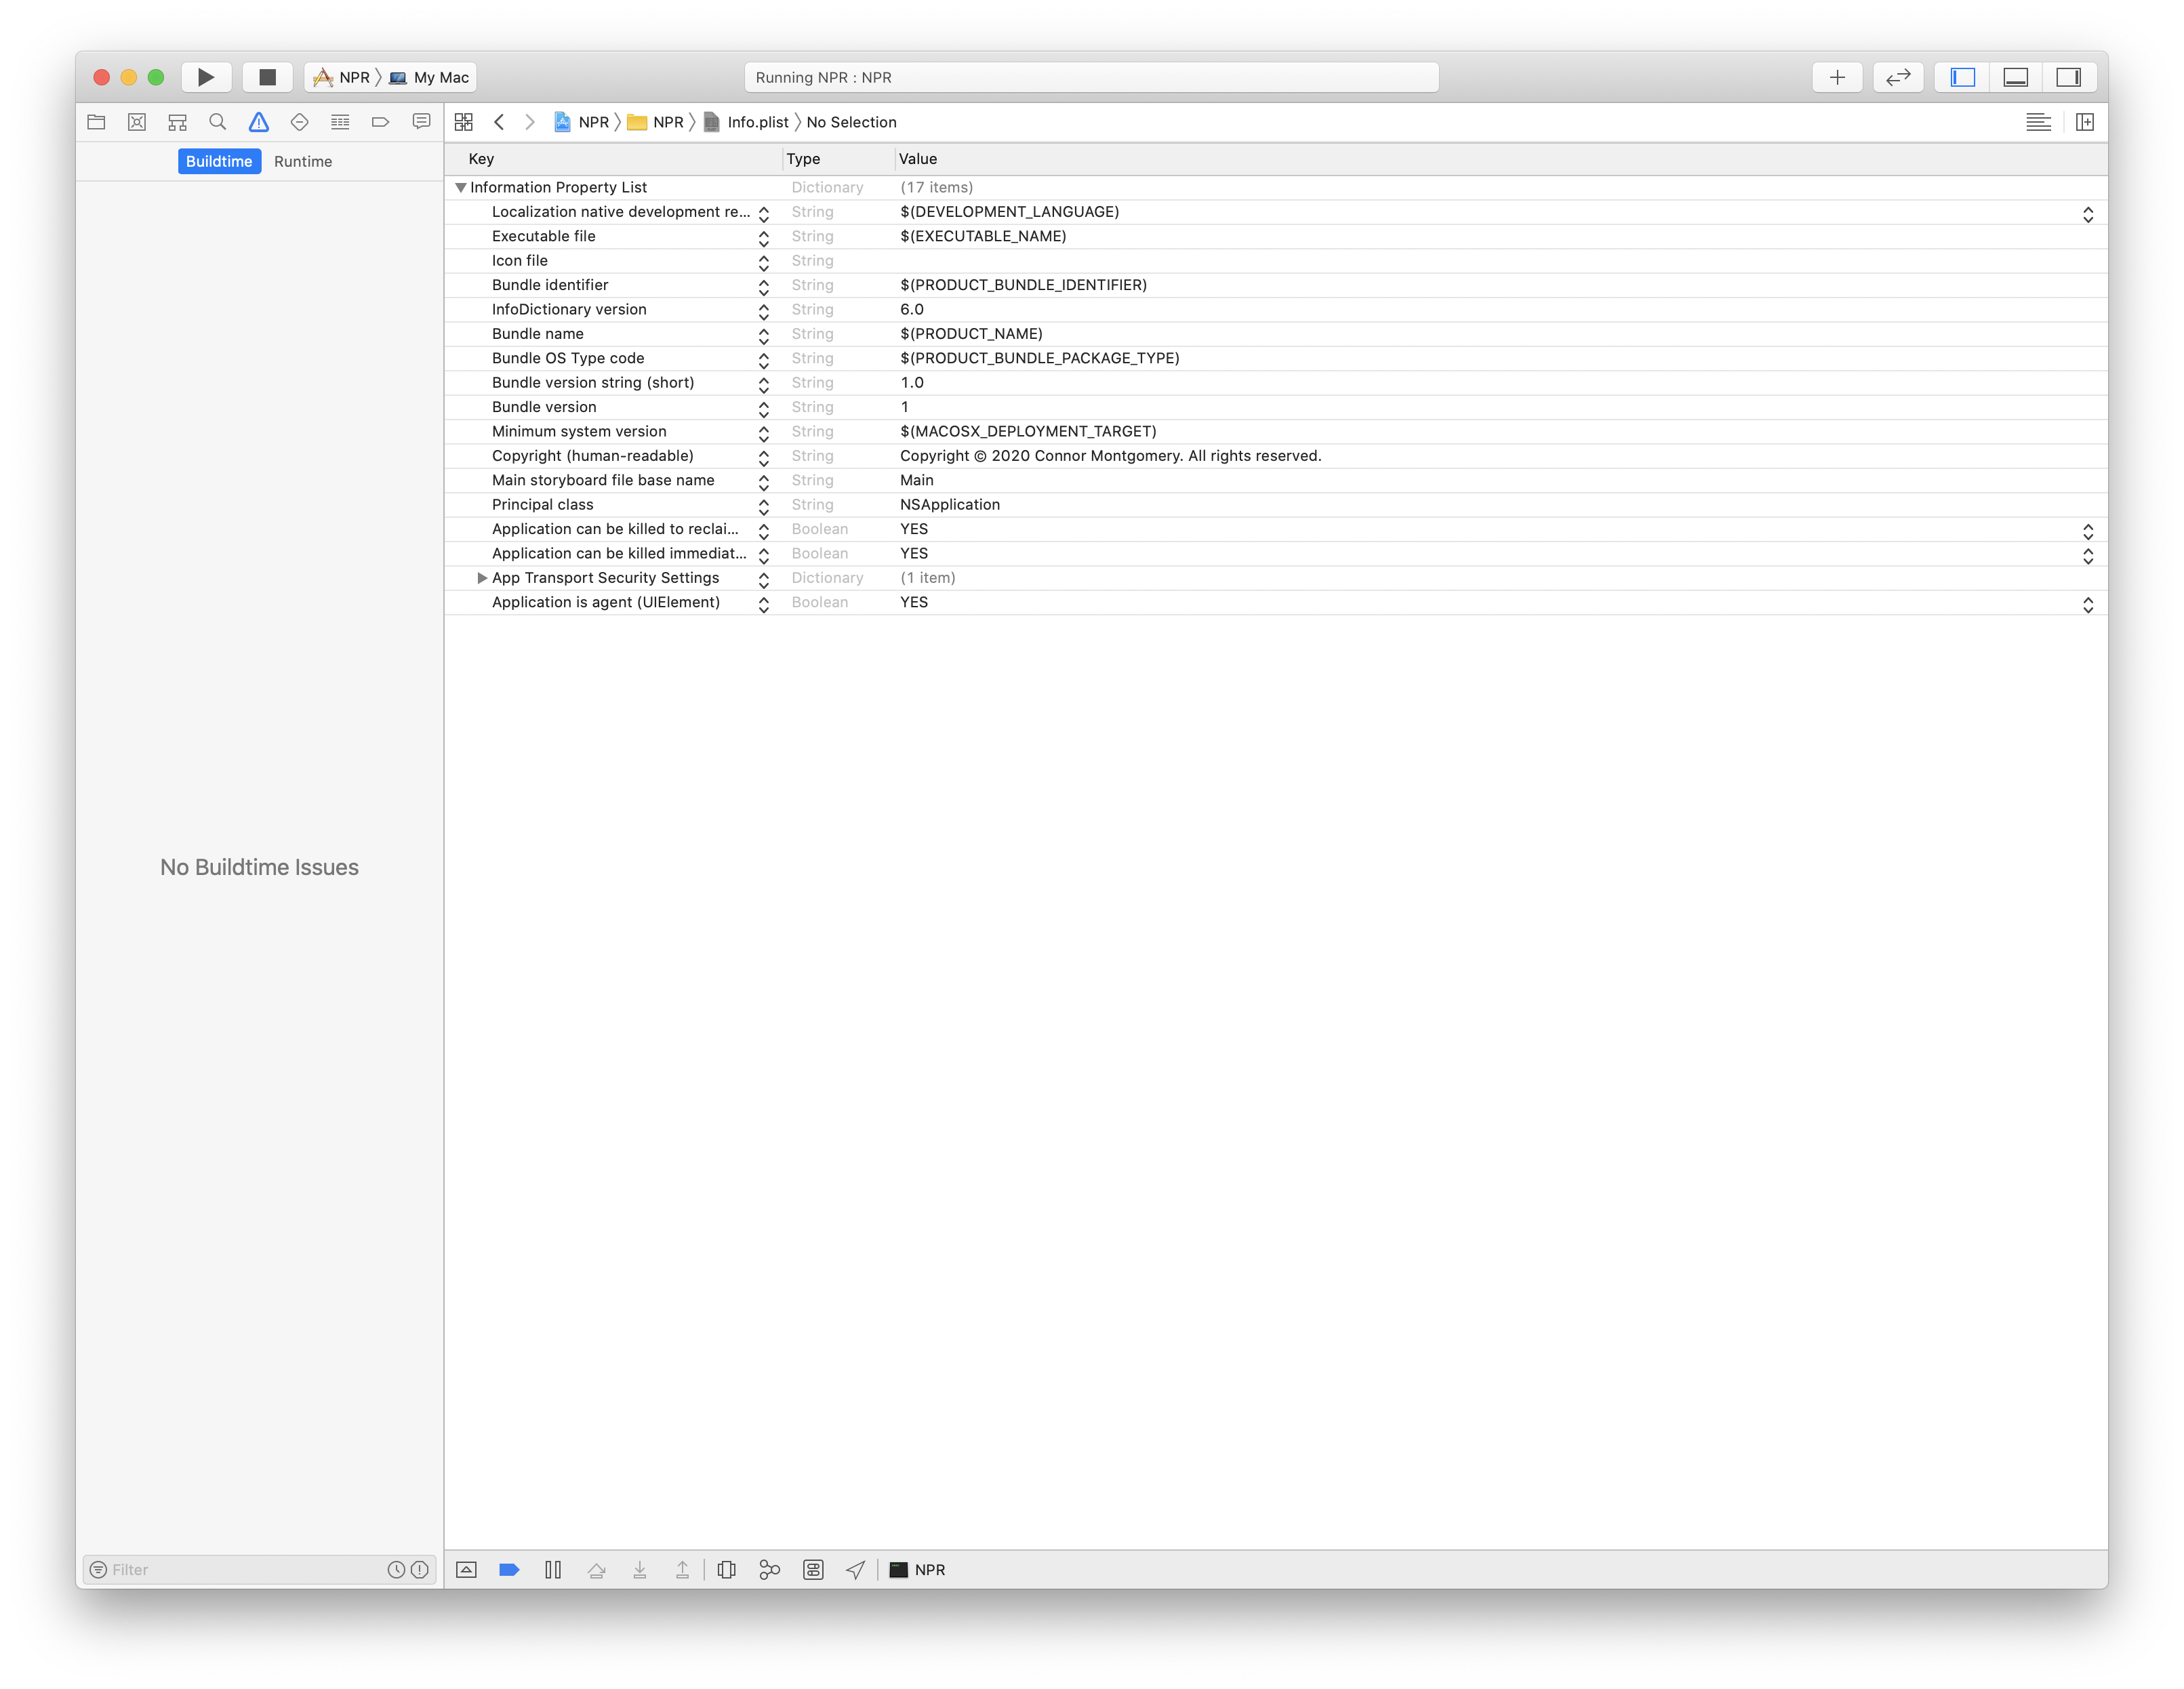 NPR My Mac Running NPR : NPR
NPR NPR Info.plist No Selection
Buildtime Runtime
Key Type Value
Information Property List Dictionary (17 items)
Localization native development re... String $(DEVELOPMENT_LANGUAGE)
Executable file String $(EXECUTABLE_NAME)
Icon file String
Bundle identifier String $(PRODUCT_BUNDLE_IDENTIFIER)
InfoDictionary version String 6.0
Bundle name String $(PRODUCT_NAME)
Bundle OS Type code String $(PRODUCT_BUNDLE_PACKAGE_TYPE)
Bundle version string (short) String 1.0
Bundle version String 1
Minimum system version String $(MACOSX_DEPLOYMENT_TARGET)
Copyright (human-readable) String Copyright © 2020 Connor Montgomery. All rights reserved.
Main storyboard file base name String Main
Principal class String NSApplication
Application can be killed to reclai... Boolean YES
Application can be killed immediat... Boolean YES
App Transport Security Settings Dictionary (1 item)
Application is agent (UIElement) Boolean YES
No Buildtime Issues
Filter NPR